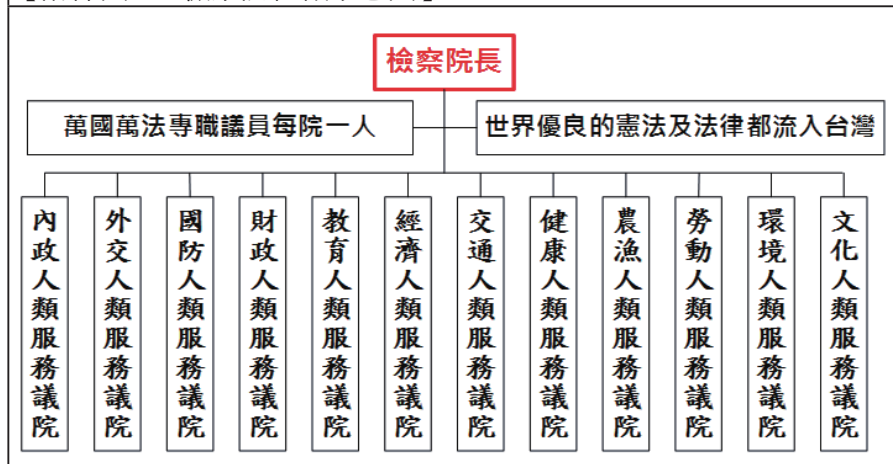 檢察院長
萬國萬法專職議員每院一人
世界優良的憲法及法律都流入台灣
內政人類服務議院
外交人類服務議院
國防人類服務議院
財政人類服務議院
教育人類服務議院
經濟人類服務議院
交通人類服務議院
健康人類服務議院
農漁人類服務議院
勞動人類服務議院
環境人類服務議院
文化人類服務議院